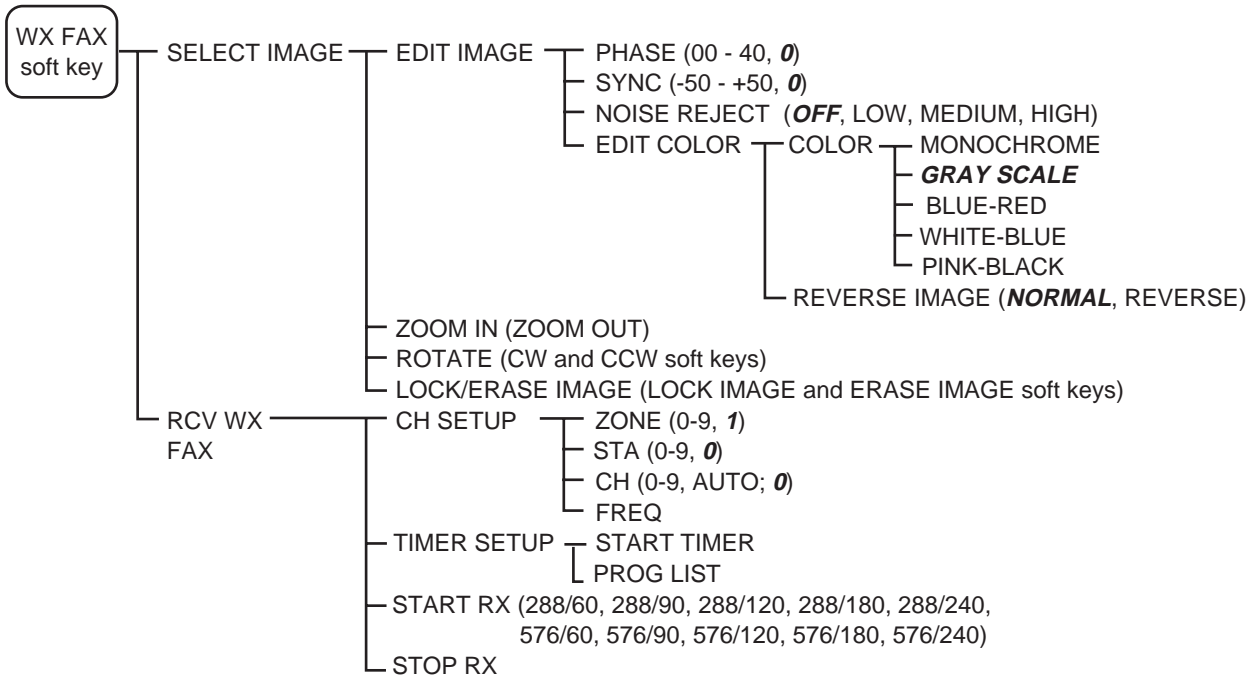 WX FAX
soft key
SELECT IMAGE
EDIT IMAGE
PHASE (00 - 40, 0)
SYNC (-50 - +50, 0)
NOISE REJECT (OFF, LOW, MEDIUM, HIGH)
EDIT COLOR
COLOR
MONOCHROME
GRAY SCALE
BLUE-RED
WHITE-BLUE
PINK-BLACK
REVERSE IMAGE (NORMAL, REVERSE)
ZOOM IN (ZOOM OUT)
ROTATE (CW and CCW soft keys)
LOCK/ERASE IMAGE (LOCK IMAGE and ERASE IMAGE soft keys)
RCV WX
FAX
CH SETUP
ZONE (0-9, 1)
STA (0-9, 0)
CH (0-9, AUTO; 0)
FREQ
TIMER SETUP
START TIMER
PROG LIST
START RX (288/60, 288/90, 288/120, 288/180, 288/240,
576/60, 576/90, 576/120, 576/180, 576/240)
STOP RX